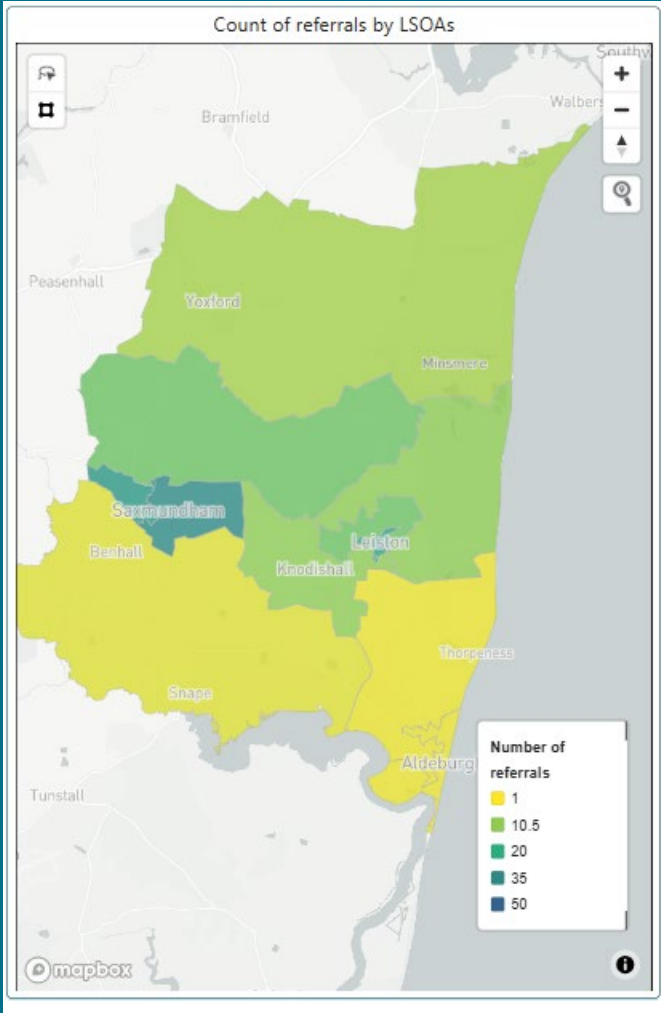 Count of referrals by LSOAs
Southw
Walbers
Bramfield
Peasenhall
Yoxford
Minsmere
Saxmundham
Leiston
Benhall
Knodishall
Thorpeness
Snape
Aldeburg
Tunstall
Number of
referrals
1
10.5
20
35
50
mapbox